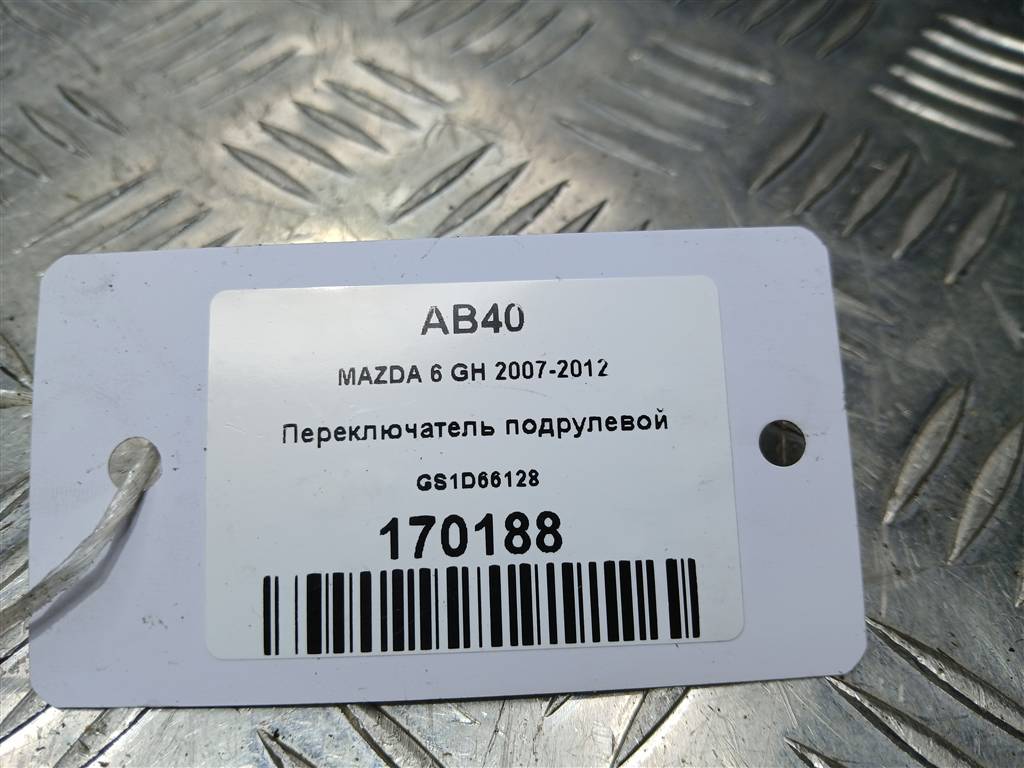 AB40
MAZDA 6 GH 2007-2012
Переключатель подрулевой
GS1D66128
170188